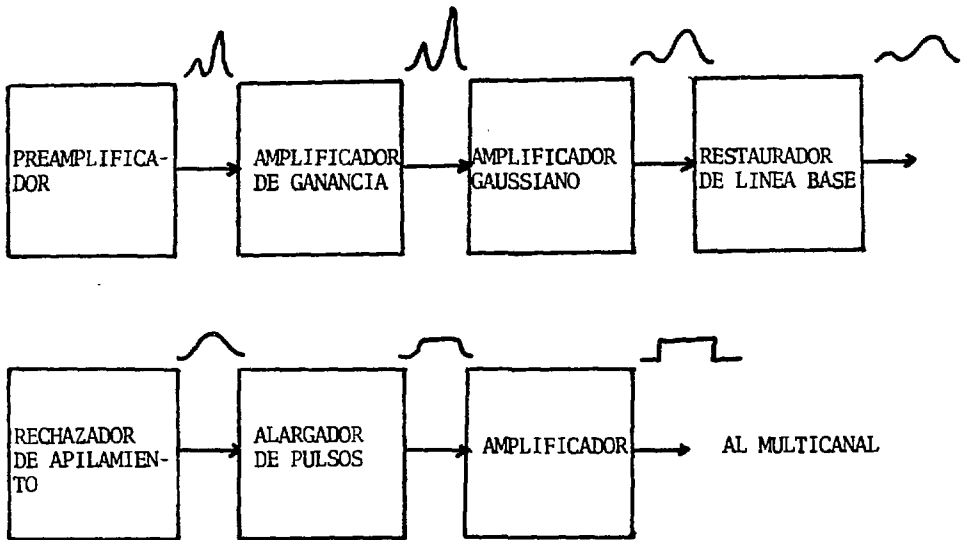 PREAMPLIFICA-
DOR
AMPLIFICADOR
DE GANANCIA
AMPLIFICADOR
GAUSSIANO
RESTAURADOR
DE LINEA BASE
RECHAZADOR
DE APILAMIEN-
TO
ALARGADOR
DE PULSOS
AMPLIFICADOR
AL MULTICANAL